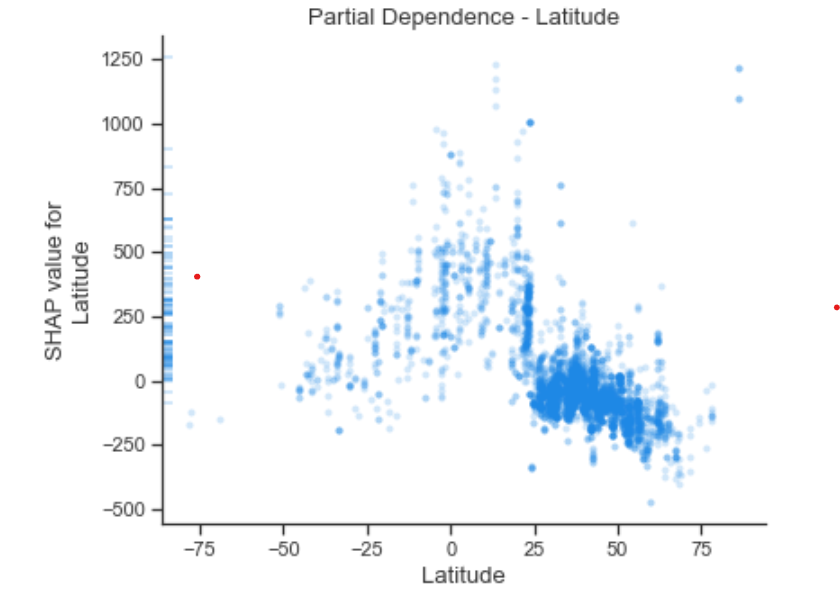 Partial Dependence - Latitude
1250
1000
750
500
250
0
−250
−500
SHAP value for
Latitude
−75 −50 −25 0 25 50 75
Latitude